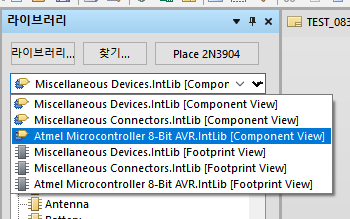 라이브러리
TEST_083
라이브러리...
찾기...
Place 2N3904
Miscellaneous Devices.IntLib [Compor
Miscellaneous Devices.IntLib [Component View]
Miscellaneous Connectors.IntLib [Component View]
Atmel Microcontroller 8-Bit AVR.IntLib [Component View]
Miscellaneous Devices.IntLib [Footprint View]
Miscellaneous Connectors.IntLib [Footprint View]
Atmel Microcontroller 8-Bit AVR.IntLib [Footprint View]
Antenna
Battery